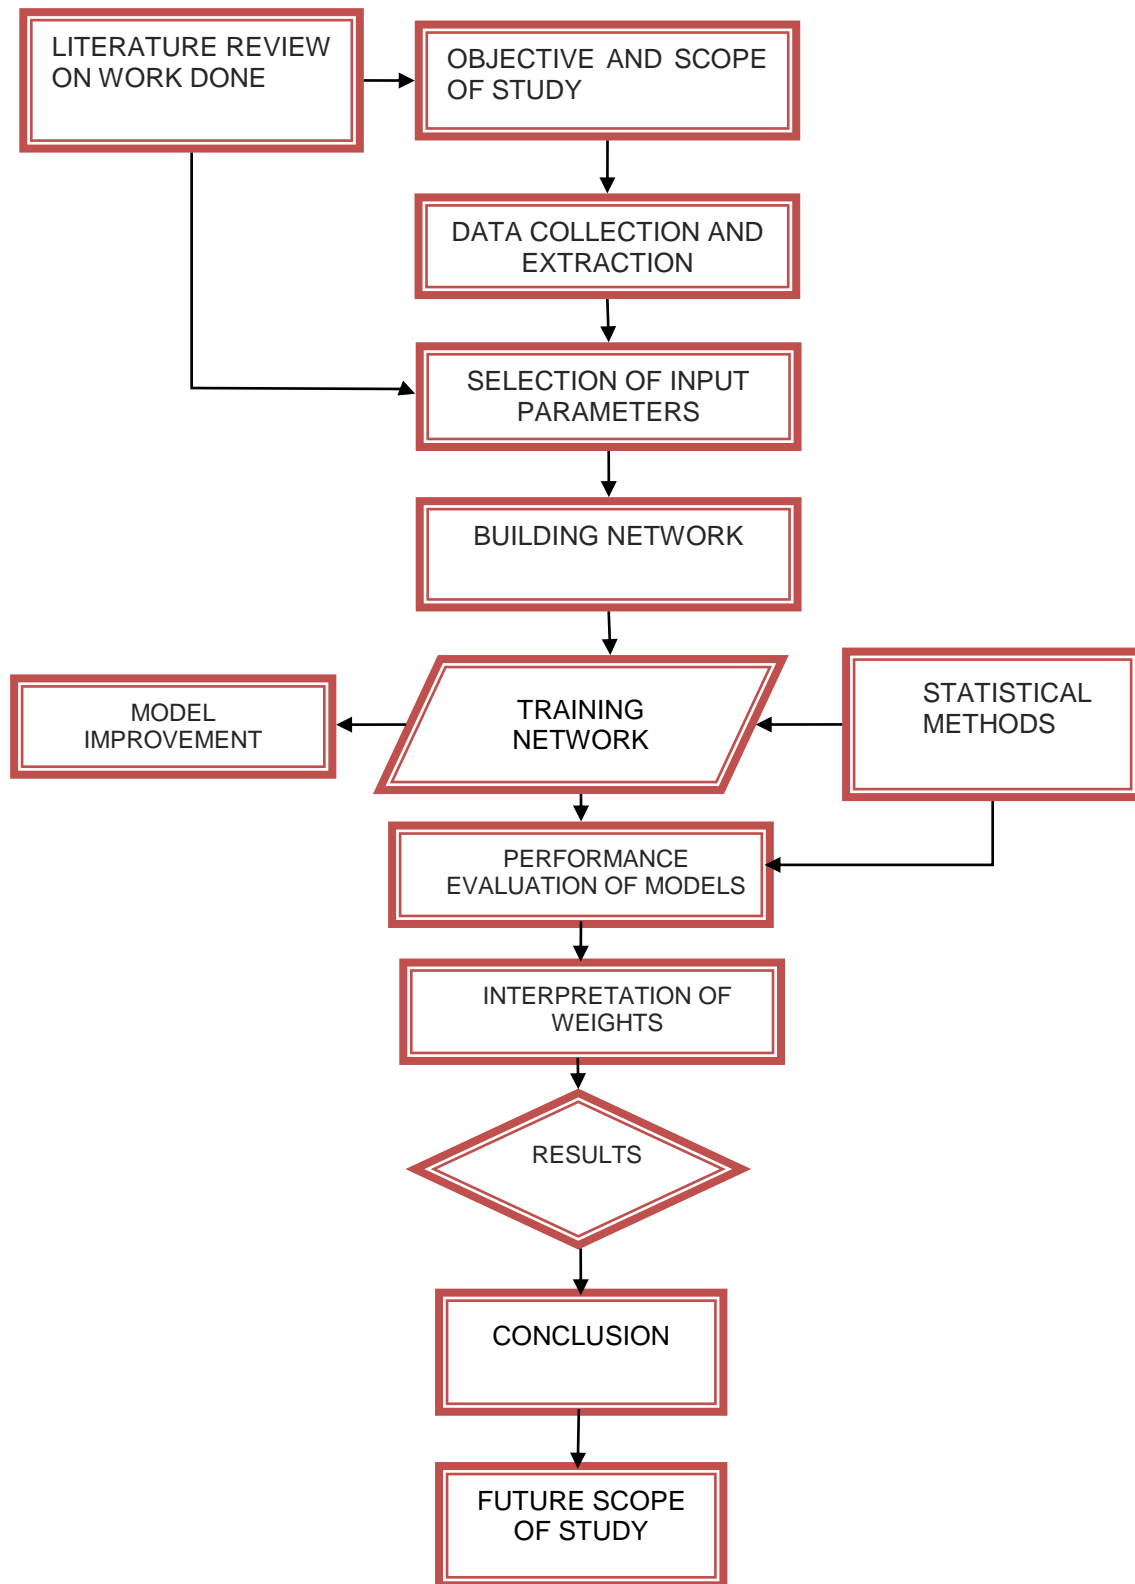 LITERATURE REVIEW
ON WORK DONE
OBJECTIVE AND SCOPE
OF STUDY
DATA COLLECTION AND
EXTRACTION
SELECTION OF INPUT
PARAMETERS
BUILDING NETWORK
MODEL
IMPROVEMENT
TRAINING
NETWORK
STATISTICAL
METHODS
PERFORMANCE
EVALUATION OF MODELS
INTERPRETATION OF
WEIGHTS
RESULTS
CONCLUSION
FUTURE SCOPE
OF STUDY